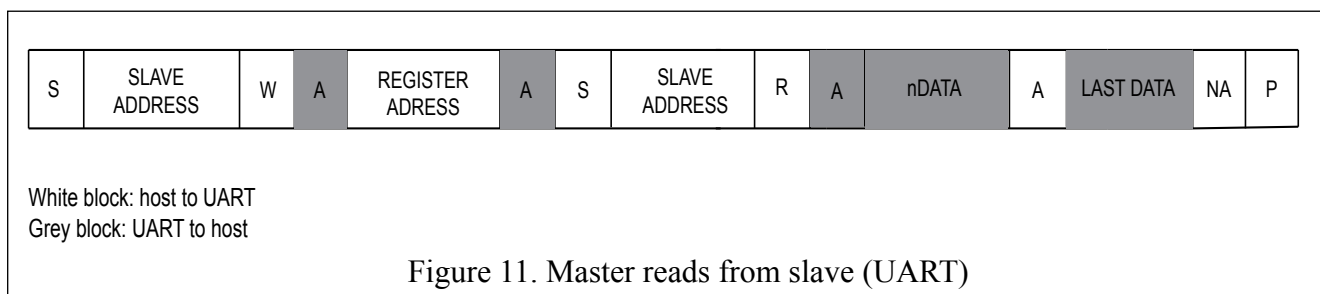 S SLAVE ADDRESS W A REGISTER ADRESS A S SLAVE ADDRESS R A nDATA A LAST DATA NA P
White block: host to UART
Grey block: UART to host
Figure 11. Master reads from slave (UART)